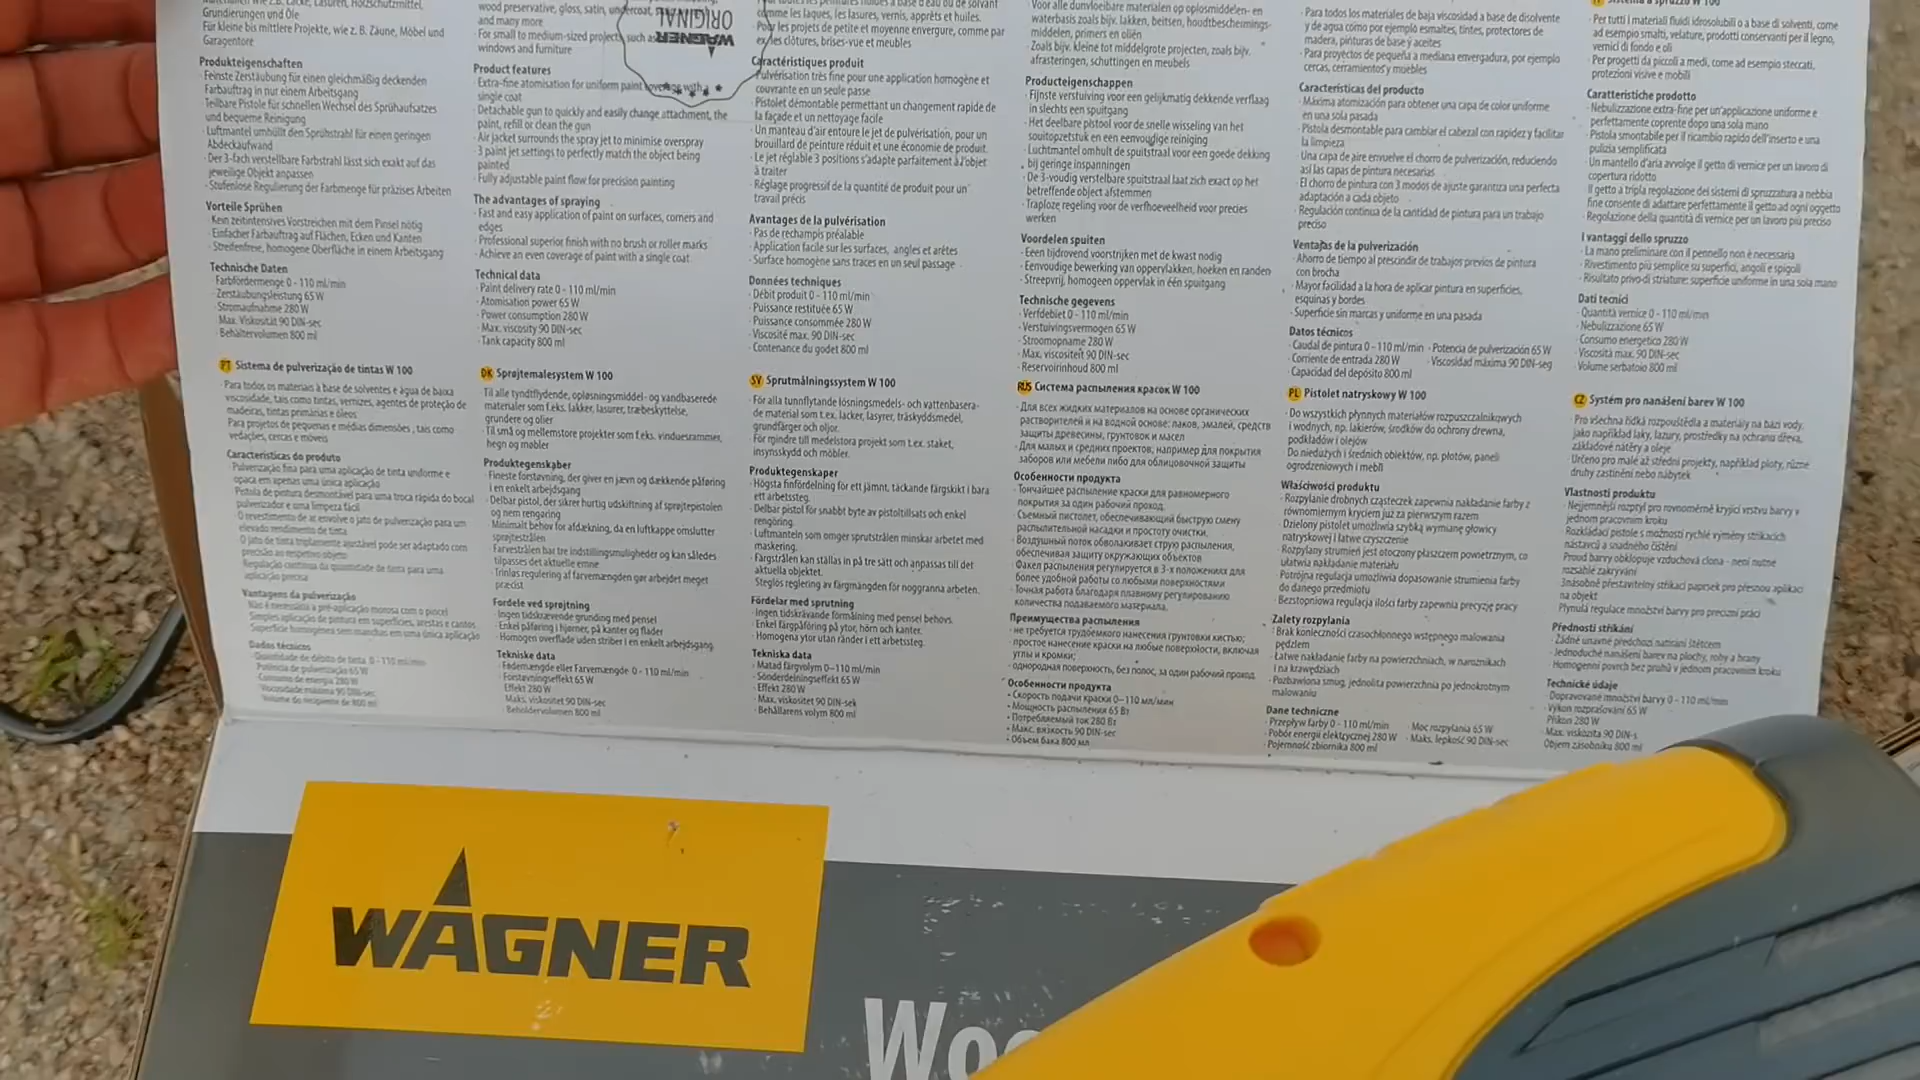 Materialien wie z.B. Lacke, Lasuren, Holzschutzmittel,
Grundierungen und Öle
Für kleine bis mittlere Projekte, wie z. B. Zäune, Möbel und
Garagentore
Produkteigenschaften
· Feinste Zerstäubung für einen gleichmäßig deckenden
Farbauftrag in nur einem Arbeitsgang
· Teilbare Pistole für schnellen Wechsel des Sprühaufsatzes
und bequeme Reinigung
· Luftmantel umhüllt den Sprühstrahl für einen geringen
Abdeckaufwand
· Der 3-fach verstellbare Farbstrahl lässt sich exakt auf das
jeweilige Objekt anpassen
· Stufenlose Regulierung der Farbmenge für präzises Arbeiten
Vorteile Sprühen
· Kein zeitintensives Vorstreichen mit dem Pinsel nötig
· Einfacher Farbauftrag auf Flächen, Ecken und Kanten
· Streifenfreie, homogene Oberfläche in einem Arbeitsgang
Technische Daten
· Farbfördermenge 0 - 110 ml/min
· Zerstäubungsleistung 65 W
· Stromaufnahme 280 W
· Max. Viskosität 90 DIN-sec
· Behältervolumen 800 ml
wood preservative, gloss, satin, undercoat,
and many more
· For small to medium-sized projects, such as
windows and furniture
Product features
· Extra-fine atomisation for uniform paint coverage with a
single coat
· Detachable gun to quickly and easily change attachment, the
paint, refill or clean the gun
· Air jacket surrounds the spray jet to minimise overspray
· 3 paint jet settings to perfectly match the object being
painted
· Fully adjustable paint flow for precision painting
The advantages of spraying
· Fast and easy application of paint on surfaces, corners and
edges
· Professional superior finish with no brush or roller marks
· Achieve an even coverage of paint with a single coat
Technical data
· Paint delivery rate 0 - 110 ml/min
· Atomisation power 65 W
· Power consumption 280 W
· Max. viscosity 90 DIN-sec
· Tank capacity 800 ml
WAGNER
ORIGINAL
comme les laques, les lasures, vernis, apprêts et huiles.
· Pour les projets de petite et moyenne envergure, comme par
ex. les clôtures, brises-vue et meubles
Caractéristiques produit
· Pulvérisation très fine pour une application homogène et
couvrante en un seule passe
· Pistolet démontable permettant un changement rapide de
la façade et un nettoyage facile
· Un manteau d'air entoure le jet de pulvérisation, pour un
brouillard de peinture réduit et une économie de produit.
· Le jet réglable 3 positions s'adapte parfaitement à l'objet
à traiter
· Réglage progressif de la quantité de produit pour un
travail précis
Avantages de la pulvérisation
· Pas de rechampis préalable
· Application facile sur les surfaces, angles et arêtes
· Surface homogène sans traces en un seul passage
Données techniques
· Débit produit 0 - 110 ml/min
· Puissance restituée 65 W
· Puissance consommée 280 W
· Viscosité max. 90 DIN-sec
· Contenance du godet 800 ml
· Voor alle dunvloeibare materialen op oplosmiddelen- en
waterbasis zoals bijv. lakken, beitsen, houtbeschermings-
middelen, primers en oliën
· Zoals bijv. kleine tot middelgrote projecten, zoals bijv.
afrasteringen, schuttingen en meubels
Producteigenschappen
· Fijnste verstuiving voor een gelijkmatig dekkende verflaag
in slechts een spuitgang
· Het deelbare pistool voor de snelle wisseling van het
spuitopzetstuk en een eenvoudige reiniging
· Luchtmantel omhult de spuitstraal voor een goede dekking
bij geringe inspanningen
· De 3-voudig verstelbare spuitstraal laat zich exact op het
betreffende object afstemmen
· Traploze regeling voor de verfhoeveelheid voor precies
werken
Voordelen spuiten
· Een tijdrovend voorstrijken met de kwast nodig
· Eenvoudige bewerking van oppervlakken, hoeken en randen
· Streepvrij, homogeen oppervlak in één spuitgang
Technische gegevens
· Verfdebiet 0 - 110 ml/min
· Verstuivingsvermogen 65 W
· Stroomopname 280 W
· Max. viscositeit 90 DIN-sec
· Reservoirinhoud 800 ml
· Para todos los materiales de baja viscosidad a base de disolvente
y de agua como por ejemplo esmaltes, tintes, protectores de
madera, pinturas de base y aceites
· Para proyectos de pequeña a mediana envergadura, por ejemplo
cercas, cerramientos y muebles
Características del producto
· Máxima atomización para obtener una capa de color uniforme
en una sola pasada
· Pistola desmontable para cambiar el cabezal con rapidez y facilitar
la limpieza
· Una capa de aire envuelve el chorro de pulverización, reduciendo
así las capas de pintura necesarias
· El chorro de pintura con 3 modos de ajuste garantiza una perfecta
adaptación a cada objeto
· Regulación continua de la cantidad de pintura para un trabajo
preciso
Ventajas de la pulverización
· Ahorro de tiempo al prescindir de trabajos previos de pintura
con brocha
· Mayor facilidad a la hora de aplicar pintura en superficies,
esquinas y bordes
· Superficie sin marcas y uniforme en una pasada
Datos técnicos
· Caudal de pintura 0 - 110 ml/min · Potencia de pulverización 65 W
· Corriente de entrada 280 W · Viscosidad máxima 90 DIN-seg
· Capacidad del depósito 800 ml
· Per tutti i materiali fluidi idrosolubili o a base di solventi, come
ad esempio smalti, velature, prodotti conservanti per il legno,
vernici di fondo e oli
· Per progetti da piccoli a medi, come ad esempio steccati,
protezioni visive e mobili
Caratteristiche prodotto
· Nebulizzazione extra-fine per un'applicazione uniforme e
perfettamente coprente dopo una sola mano
· Pistola smontabile per il ricambio rapido dell'inserto e una
pulizia semplificata
· Un mantello d'aria avvolge il getto di vernice per un lavoro di
copertura ridotto
· Il getto a tripla regolazione del sistemi di spruzzatura a nebbia
fine consente di adattare perfettamente il getto ad ogni oggetto
· Regolazione della quantità di vernice per un lavoro più preciso
I vantaggi dello spruzzo
· La mano preliminare con il pennello non è necessaria
· Rivestimento più semplice su superfici, angoli e spigoli
· Risultato privo di striature: superficie uniforme in una sola mano
Dati tecnici
· Quantità vernice 0 - 110 ml/min
· Nebulizzazione 65 W
· Consumo energetico 280 W
· Viscosità max. 90 DIN-sec
· Volume serbatoio 800 ml
PT Sistema de pulverização de tintas W 100
· Para todos os materiais à base de solventes e água de baixa
viscosidade, tais como tintas, vernizes, agentes de proteção de
madeiras, tintas primárias e óleos
· Para projetos de pequenas e médias dimensões, tais como
vedações, cercas e móveis
Características do produto
· Pulverização fina para uma aplicação de tinta uniforme e
opaca em apenas uma única aplicação
· Pistola de pintura desmontável para uma troca rápida do bocal
pulverizador e uma limpeza fácil
· O revestimento de ar envolve o jato de pulverização para um
elevado rendimento de tinta
· O jato de tinta triplamente ajustável pode ser adaptado com
precisão ao respetivo objeto
· Regulação contínua da quantidade de tinta para uma
aplicação precisa
Vantagens da pulverização
· Não é necessária a pré-aplicação morosa com o pincel
· Simples aplicação de pintura em superfícies, arestas e cantos
· Superfície homogénea sem manchas em uma única aplicação
Dados técnicos
· Quantidade de débito de tinta 0 - 110 ml/min
· Potência de pulverização 65 W
· Consumo de energia 280 W
· Viscosidade máxima 90 DIN-sec
· Volume do recipiente de 800 ml
DK Sprøjtemalesystem W 100
· Til alle tyndtflydende, opløsningsmiddel- og vandbaserede
materialer som f.eks. lakker, lasurer, træbeskyttelse,
grundere og olier
· Til små og mellemstore projekter som f.eks. vinduesrammer,
hegn og møbler
Produktegenskaber
· Fineste forstøvning, der giver en jævn og dækkende påføring
i en enkelt arbejdsgang
· Delbar pistol, der sikrer hurtig udskiftning af sprøjtepistolen
og nem rengøring
· Minimalt behov for afdækning, da en luftkappe omslutter
sprøjtestrålen
· Farvestrålen har tre indstillingsmuligheder og kan således
tilpasses det aktuelle emne
· Trinløs regulering af farvemængden gør arbejdet meget
præcist
Fordele ved sprøjtning
· Ingen tidskrævende grunding med pensel
· Enkel påføring i hjørner, på kanter og flader
· Homogen overflade uden striber i en enkelt arbejdsgang
Tekniske data
· Fødemængde eller Farvemængde 0 - 110 ml/min
· Forstøvningseffekt 65 W
· Effekt 280 W
· Maks. viskositet 90 DIN-sec
· Beholdervolumen 800 ml
SV Sprutmålningssystem W 100
· För alla tunnflytande lösningsmedels- och vattenbasera-
de material som t.ex. lacker, lasyrer, träskyddsmedel,
grundfärger och oljor.
· För mindre till medelstora projekt som t.ex. staket,
insynsskydd och möbler.
Produktegenskaper
· Högsta finfördelning för ett jämnt, täckande färgskikt i bara
ett arbetssteg.
· Delbar pistol för snabbt byte av pistoltillsats och enkel
rengöring.
· Luftmanteln som omger sprutstrålen minskar arbetet med
maskering.
· Färgstrålen kan ställas in på tre sätt och anpassas till det
aktuella objektet.
· Steglös reglering av färgmängden för noggranna arbeten.
Fördelar med sprutning
· Ingen tidskrävande förmålning med pensel behövs.
· Enkel färgpåföring på ytor, hörn och kanter.
· Homogena ytor utan ränder i ett arbetssteg.
Tekniska data
· Matad färgvolym 0–110 ml/min
· Sönderdelningseffekt 65 W
· Effekt 280 W
· Max. viskositet 90 DIN-sek
· Behållarens volym 800 ml
RUS Система распыления красок W 100
· Для всех жидких материалов на основе органических
растворителей и на водной основе: лаков, эмалей, средств
защиты древесины, грунтовок и масел
· Для малых и средних проектов, например для покрытия
заборов или мебели либо для облицовочной защиты
Особенности продукта
· Тончайшее распыление краски для равномерного
покрытия за один рабочий проход.
· Съемный пистолет, обеспечивающий быструю смену
распылительной насадки и простоту очистки.
· Воздушный поток обволакивает струю распыления,
обеспечивая защиту окружающих объектов
· Факел распыления регулируется в 3-х положениях для
более удобной работы со любыми поверхностями
· Точная работа благодаря плавному регулированию
количества подаваемого материала.
Преимущества распыления
· не требуется трудоёмкого нанесения грунтовки кистью;
· простое нанесение краски на любые поверхности, включая
углы и кромки;
· однородная поверхность, без полос, за один рабочий проход.
Особенности продукта
• Скорость подачи краски 0–110 мл/мин
• Мощность распыления 65 Вт
• Потребляемый ток 280 Вт
• Макс. вязкость 90 DIN-sec
• Объем бака 800 мл
PL Pistolet natryskowy W 100
· Do wszystkich płynnych materiałów rozpuszczalnikowych
i wodnych, np. lakierów, środków do ochrony drewna,
podkładów i olejów
· Do niedużych i średnich obiektów, np. płotów, paneli
ogrodzeniowych i mebli
Właściwości produktu
· Rozpylanie drobnych cząsteczek zapewnia nakładanie farby z
równomiernym kryciem już za pierwszym razem
· Dzielony pistolet umożliwia szybką wymianę głowicy
natryskowej i łatwe czyszczenie
· Rozpylany strumień jest otoczony płaszczem powietrznym, co
ułatwia nakładanie materiału
· Potrójna regulacja umożliwia dopasowanie strumienia farby
do danego przedmiotu
· Bezstopniowa regulacja ilości farby zapewnia precyzję pracy
Zalety rozpylania
· Brak konieczności czasochłonnego wstępnego malowania
pędzlem
· Łatwe nakładanie farby na powierzchniach, w narożnikach
i na krawędziach
· Pozbawiona smug, jednolita powierzchnia po jednokrotnym
malowaniu
Dane techniczne
· Przepływ farby 0 - 110 ml/min · Moc rozpylania 65 W
· Pobór energii elektrycznej 280 W · Maks. lepkość 90 DIN-sec
· Pojemność zbiornika 800 ml
CZ Systém pro nanášení barev W 100
· Pro všechna řídká rozpouštědla a materiály na bázi vody,
jako například laky, lazury, prostředky na ochranu dřeva,
základové nátěry a oleje
· Určeno pro malé až střední projekty, například ploty, různé
druhy zastínění nebo nábytek
Vlastnosti produktu
· Nejjemnější rozptyl pro rovnoměrně krycí vrstvu barvy v
jednom pracovním kroku
· Rozkládací pistole s možností rychlé výměny stříkacích
nástavců a snadného čištění
· Proud barvy obklopuje vzduchová clona - není nutné
rozsáhlé zakrývání
· 3násobně přestavitelný stříkací paprsek pro přesnou aplikaci
na objekt
· Plynulá regulace množství barvy pro precizní práci
Přednosti stříkání
· Žádné únavné předchozí natírání štětcem
· Jednoduché nanášení barev na plochy, rohy a hrany
· Homogenní povrch bez pruhů v jednom pracovním kroku
Technické údaje
· Dopravované množství barvy 0 - 110 ml/min
· Výkon rozprašování 65 W
· Příkon 280 W
· Max. viskozita 90 DIN-s
· Objem zásobníku 800 ml
WAGNER